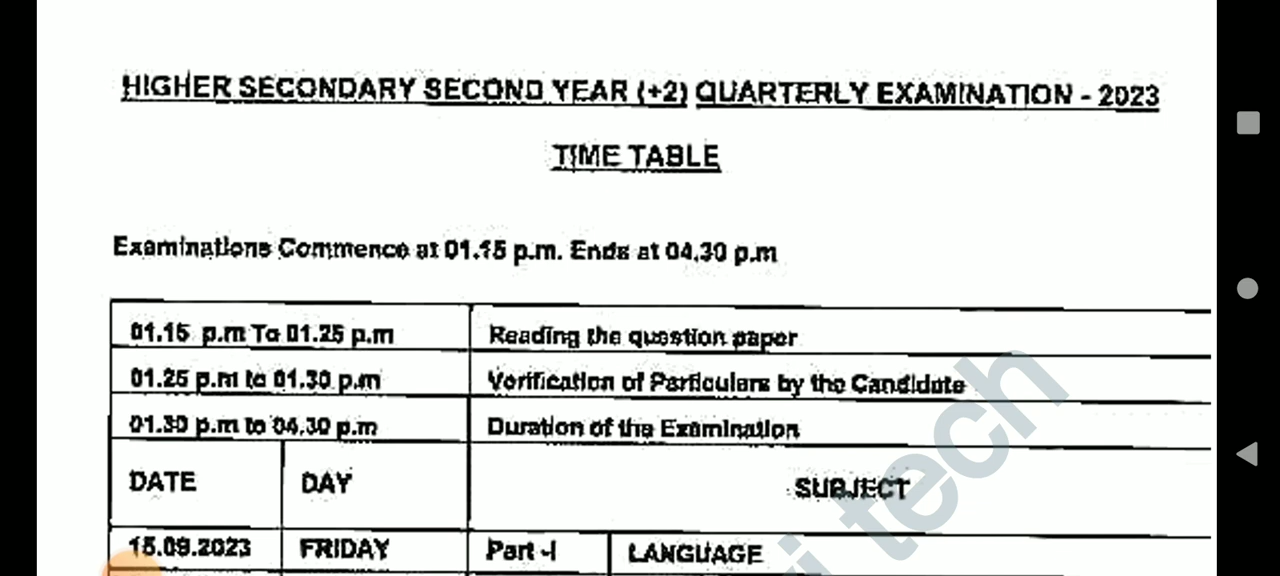 HIGHER SECONDARY SECOND YEAR (+2) QUARTERLY EXAMINATION - 2023
TIME TABLE
Examinations Commence at 01.15 p.m. Ends at 04.30 p.m
01.15 p.m To 01.25 p.m Reading the question paper
01.25 p.m to 01.30 p.m Verification of Particulars by the Candidate
01.30 p.m to 04.30 p.m Duration of the Examination
DATE DAY SUBJECT
15.09.2023 FRIDAY Part -I LANGUAGE
tech